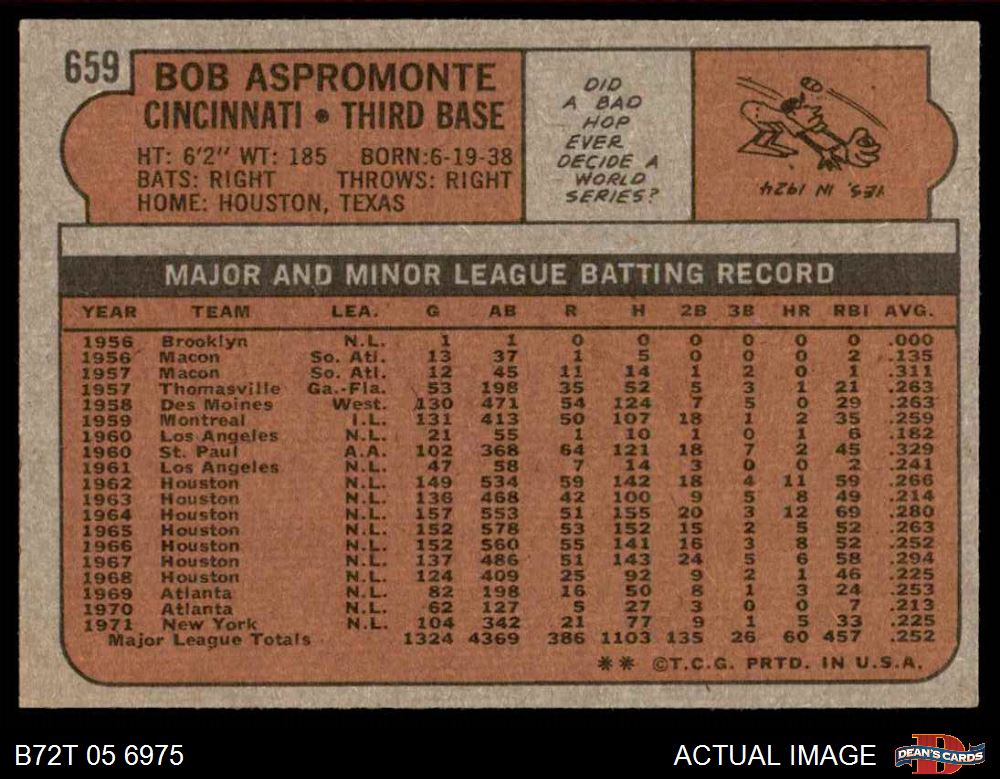 659
BOB ASPROMONTE
CINCINNATI • THIRD BASE
HT: 6'2" WT: 185 BORN:6-19-38
BATS: RIGHT THROWS: RIGHT
HOME: HOUSTON, TEXAS
DID
A BAD
HOP
EVER
DECIDE A
WORLD
SERIES?
YES, IN 1924
MAJOR AND MINOR LEAGUE BATTING RECORD
YEAR TEAM LEA. G AB R H 2B 3B HR RBI AVG.
1956 Brooklyn N.L. 1 1 0 0 0 0 0 0 .000
1956 Macon So. Atl. 13 37 1 5 0 0 0 2 .135
1957 Macon So. Atl. 12 45 11 14 1 2 0 1 .311
1957 Thomasville Ga.-Fla. 53 198 35 52 5 3 1 21 .263
1958 Des Moines West. 130 471 54 124 7 5 0 29 .263
1959 Montreal I.L. 131 413 50 107 18 1 2 35 .259
1960 Los Angeles N.L. 21 55 1 10 1 0 1 6 .182
1960 St. Paul A.A. 102 368 64 121 18 7 2 45 .329
1961 Los Angeles N.L. 47 58 7 14 3 0 0 2 .241
1962 Houston N.L. 149 534 59 142 18 4 11 59 .266
1963 Houston N.L. 136 468 42 100 9 5 8 49 .214
1964 Houston N.L. 157 553 51 155 20 3 12 69 .280
1965 Houston N.L. 152 578 53 152 15 2 5 52 .263
1966 Houston N.L. 152 560 55 141 16 3 8 52 .252
1967 Houston N.L. 137 486 51 143 24 5 6 58 .294
1968 Houston N.L. 124 409 25 92 9 2 1 46 .225
1969 Atlanta N.L. 82 198 16 50 8 1 3 24 .253
1970 Atlanta N.L. 62 127 5 27 3 0 0 7 .213
1971 New York N.L. 104 342 21 77 9 1 5 33 .225
Major League Totals 1324 4369 386 1103 135 26 60 457 .252
** ©T.C.G. PRTD. IN U.S.A.
B72T 05 6975
ACTUAL IMAGE
DEAN'S CARDS